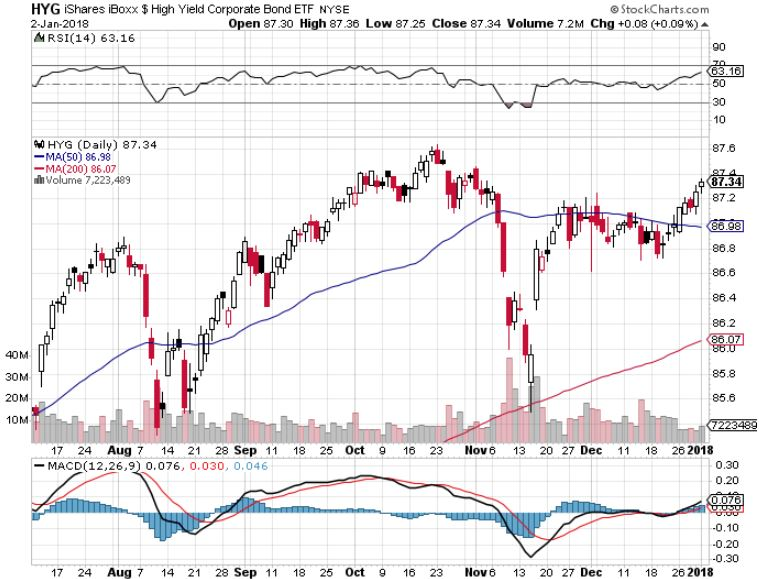 HYG iShares iBoxx $ High Yield Corporate Bond ETF NYSE
© StockCharts.com
2-Jan-2018
Open 87.30 High 87.36 Low 87.25 Close 87.34 Volume 7.2M Chg +0.08 (+0.09%)
RSI(14) 63.16
90
70
63.16
50
30
10
HYG (Daily) 87.34
MA(50) 86.98
MA(200) 86.07
Volume 7,223,489
87.6
87.4
87.34
87.2
87.0
86.98
86.8
86.6
86.4
86.2
86.07
86.0
85.8
85.6
7223489
40M
30M
20M
10M
17 24 Aug 7 14 21 28 Sep 11 18 25 Oct 9 16 23 Nov 6 13 20 27 Dec 11 18 26 2018
MACD(12,26,9) 0.076, 0.030, 0.046
0.30
0.20
0.076
0.030
-0.10
-0.20
-0.30
17 24 Aug 7 14 21 28 Sep 11 18 25 Oct 9 16 23 Nov 6 13 20 27 Dec 11 18 26 2018